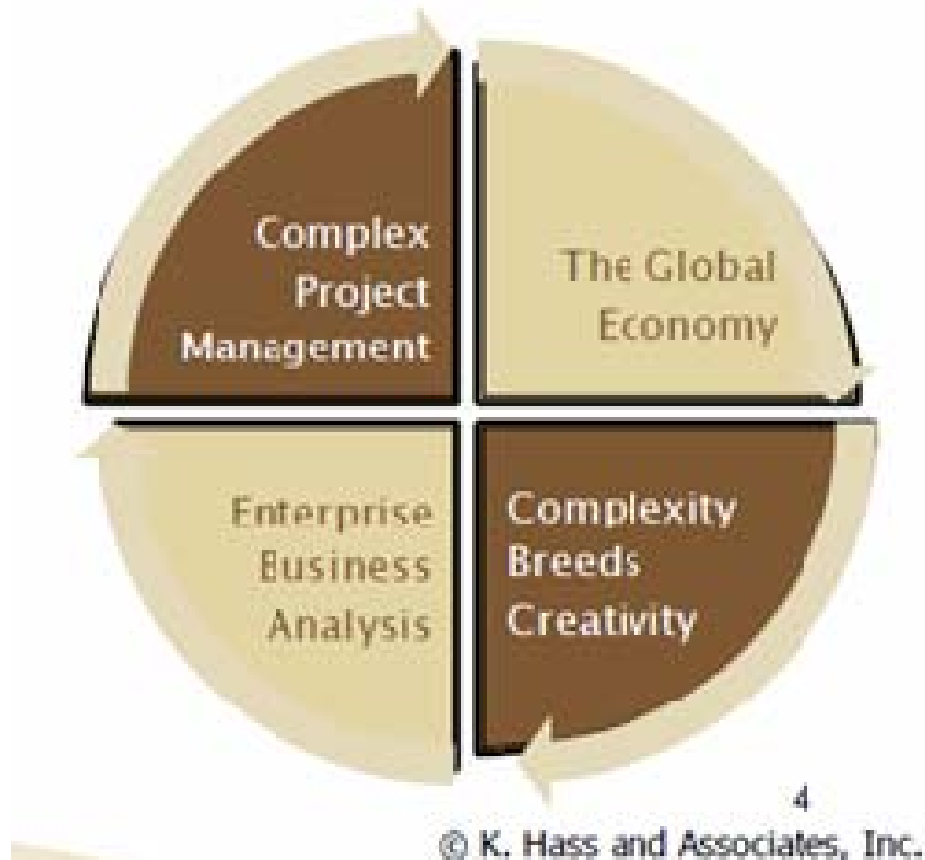 Complex
Project
Management
The Global
Economy
Enterprise
Business
Analysis
Complexity
Breeds
Creativity
4
© K. Hass and Associates, Inc.